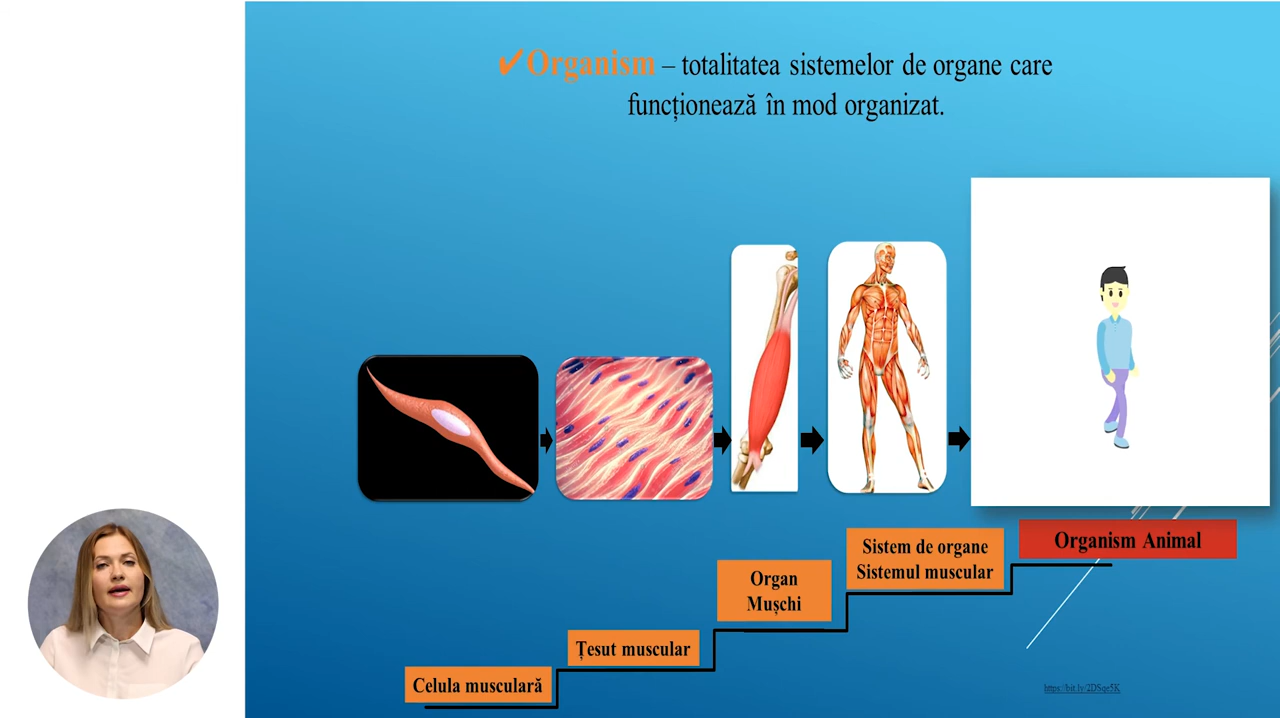 ✔Organism – totalitatea sistemelor de organe care
funcționează în mod organizat.
Celula musculară
Țesut muscular
Organ
Mușchi
Sistem de organe
Sistemul muscular
Organism Animal
https://bit.ly/2DSqe5K